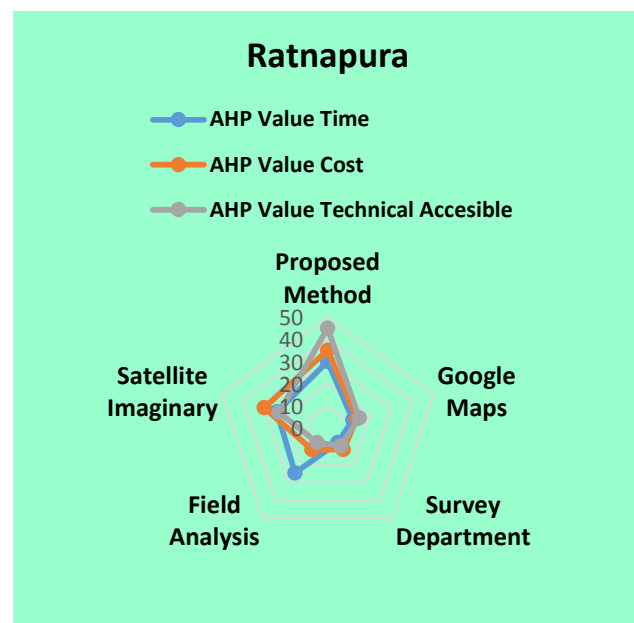 Ratnapura
AHP Value Time
AHP Value Cost
AHP Value Technical Accesible
Proposed
Method
50
40
30
20
10
0
Satellite
Imaginary
Google
Maps
Field
Analysis
Survey
Department